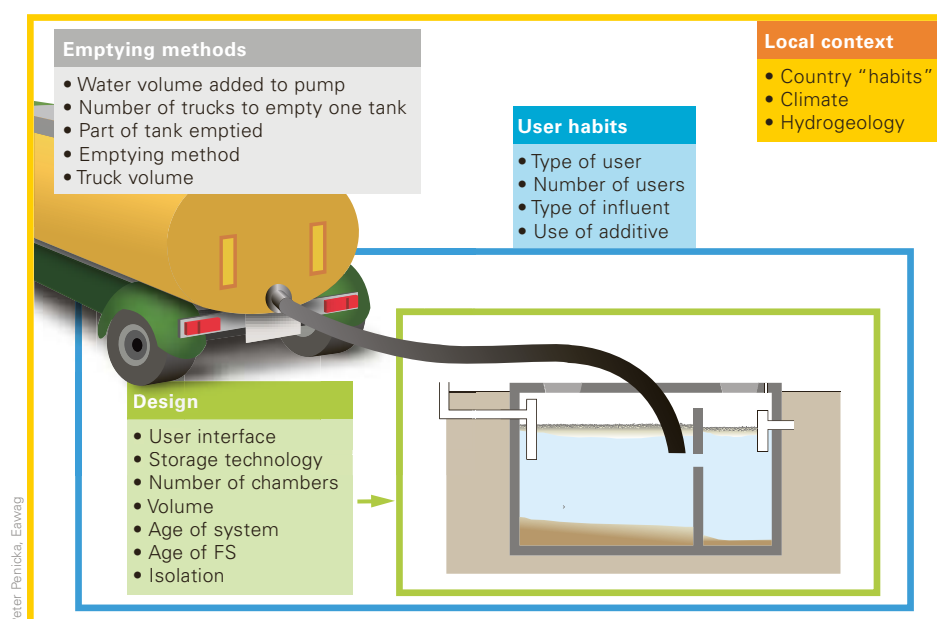 Emptying methods
• Water volume added to pump
• Number of trucks to empty one tank
• Part of tank emptied
• Emptying method
• Truck volume
Local context
• Country “habits”
• Climate
• Hydrogeology
User habits
• Type of user
• Number of users
• Type of influent
• Use of additive
Design
• User interface
• Storage technology
• Number of chambers
• Volume
• Age of system
• Age of FS
• Isolation
Penicka, Eawag